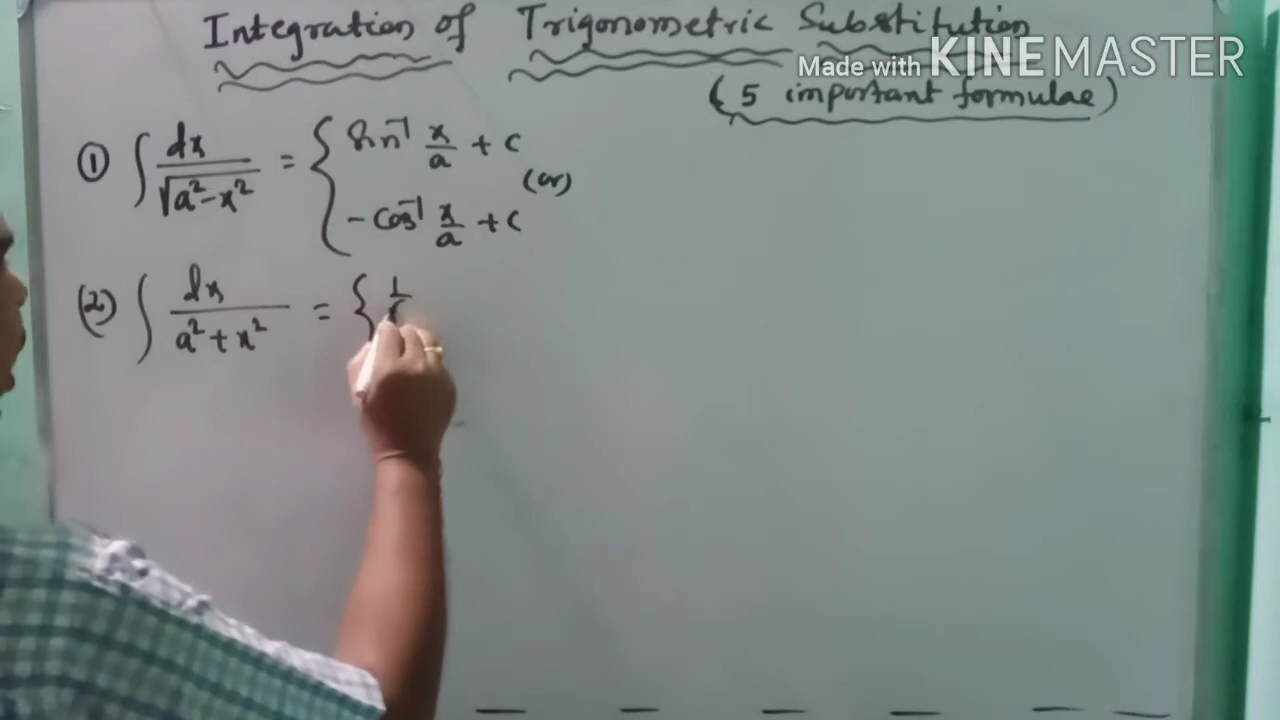 Integration of Trigonometric Substitution
Made with KINEMASTER
( 5 important formulae )
① ∫ dx / √a²-x² = { sin⁻¹ x/a + c
(or)
- cos⁻¹ x/a + c
(2) ∫ dx / a² + x² = { 1